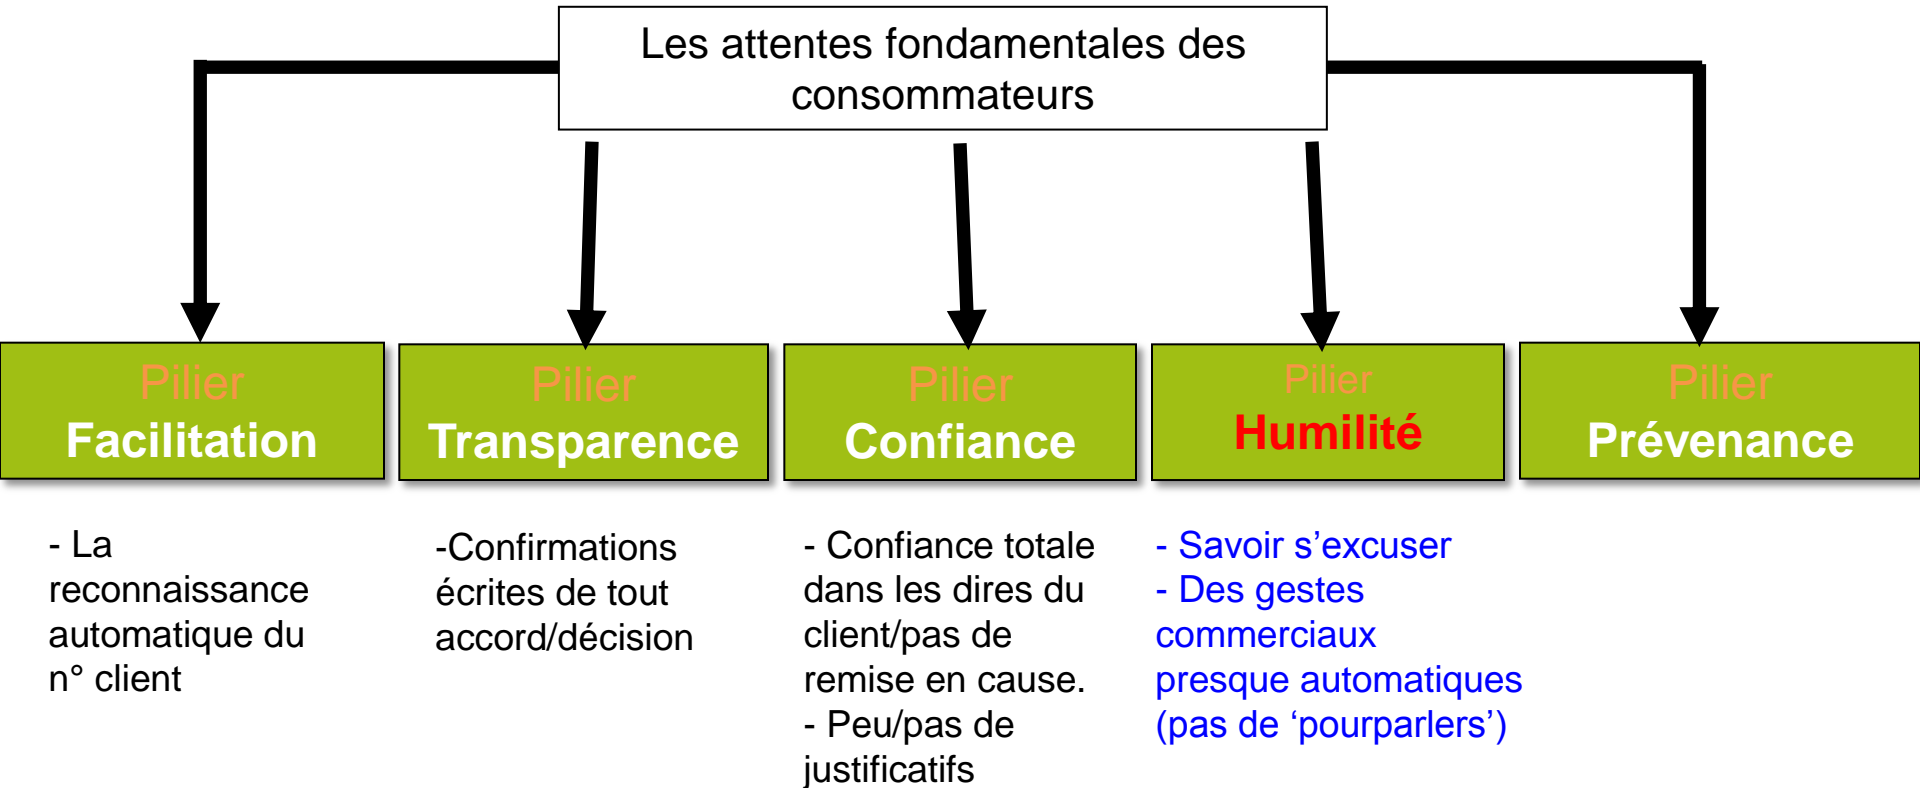 Les attentes fondamentales des
consommateurs
Pilier
Facilitation
Pilier
Transparence
Pilier
Confiance
Pilier
Humilité
Pilier
Prévenance
- La
reconnaissance
automatique du
n° client
-Confirmations
écrites de tout
accord/décision
- Confiance totale
dans les dires du
client/pas de
remise en cause.
- Peu/pas de
justificatifs
- Savoir s’excuser
- Des gestes
commerciaux
presque automatiques
(pas de ‘pourparlers’)